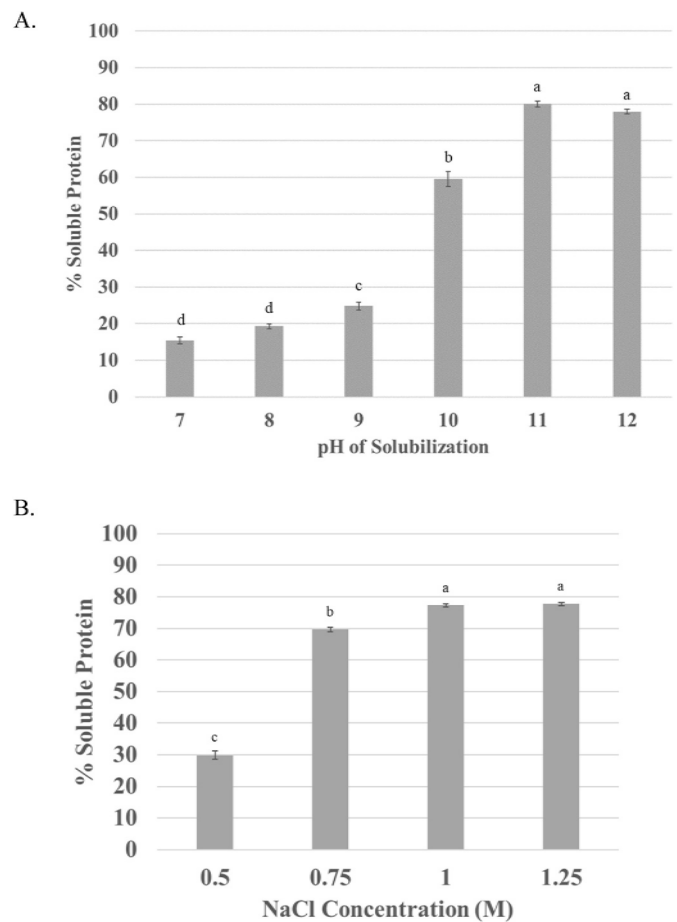 A.
% Soluble Protein
100
90
80
70
60
50
40
30
20
10
0
d
d
c
b
a
a
7 8 9 10 11 12
pH of Solubilization
B.
% Soluble Protein
100
90
80
70
60
50
40
30
20
10
0
c
b
a
a
0.5 0.75 1 1.25
NaCl Concentration (M)